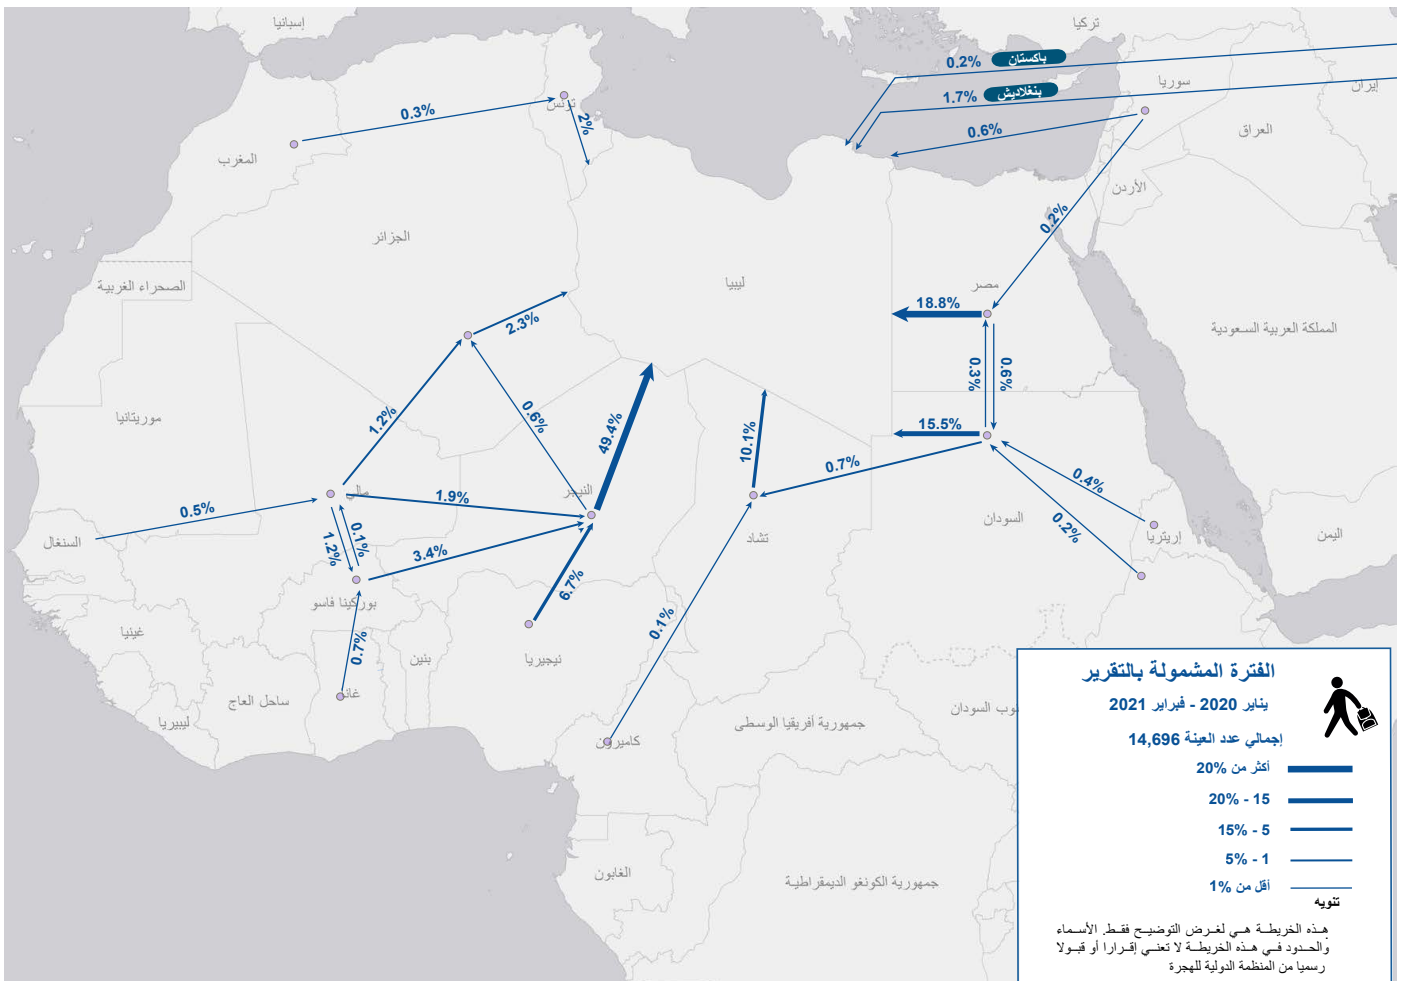 إسبانيا
تركيا
باكستان
0.2%
بنغلاديش
1.7%
سوريا
إيران
0.3%
تونس
2%
0.6%
العراق
المغرب
الأردن
0.2%
الجزائر
ليبيا
مصر
الصحراء الغربية
18.8%
المملكة العربية السعودية
2.3%
0.3%
0.6%
موريتانيا
1.2%
0.6%
49.4%
10.1%
15.5%
0.7%
0.4%
مالي
1.9%
النيجر
0.5%
السنغال
0.1%
1.2%
3.4%
تشاد
السودان
0.2%
إريتريا
اليمن
6.7%
بوركينا فاسو
0.1%
غينيا
0.7%
بنين
نيجيريا
غانا
ساحل العاج
ليبيريا
كاميرون
جمهورية أفريقيا الوسطى
وب السودان
الغابون
جمهورية الكونغو الديمقراطية
الفترة المشمولة بالتقرير
يناير 2020 - فبراير 2021
إجمالي عدد العينة 14,696
أكثر من 20%
15 - 20%
5 - 15%
1 - 5%
أقل من 1%
تنويه
هذه الخريطة هي لغرض التوضيح فقط. الأسماء
والحدود في هذه الخريطة لا تعني إقرارا أو قبولا
رسميا من المنظمة الدولية للهجرة